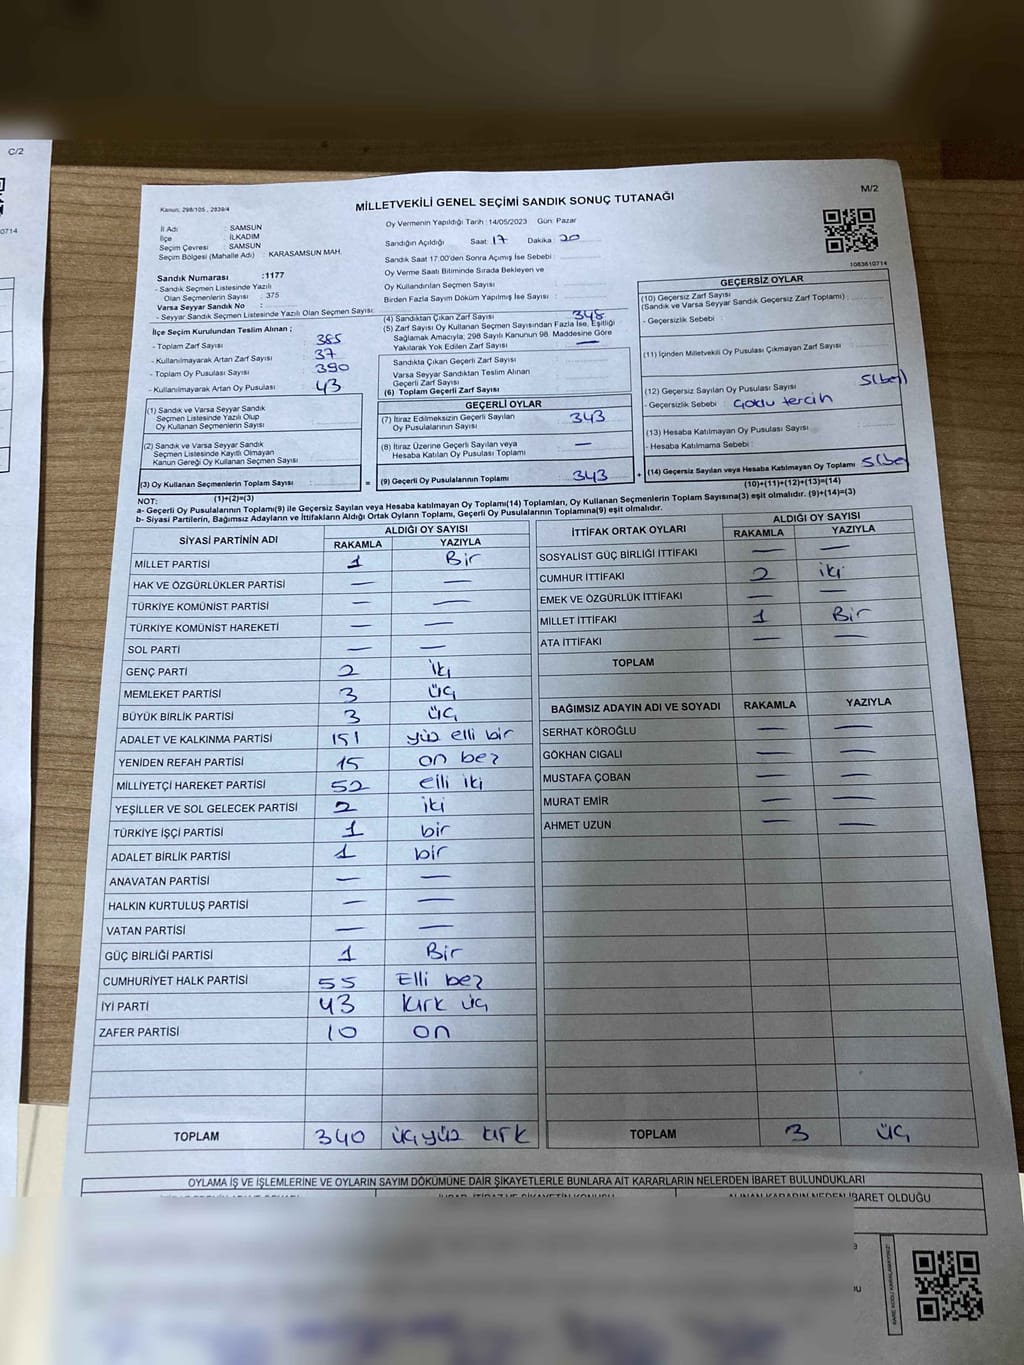 C/2
0714
M/2
Kanun; 298/105 , 2839/4
MİLLETVEKİLİ GENEL SEÇİMİ SANDIK SONUÇ TUTANAĞI
1083610714
İl Adı : SAMSUN
İlçe : İLKADIM
Seçim Çevresi : SAMSUN
Seçim Bölgesi (Mahalle Adı) : KARASAMSUN MAH.
Sandık Numarası :1177
- Sandık Seçmen Listesinde Yazılı
Olan Seçmenlerin Sayısı : 375
Varsa Seyyar Sandık No :
- Seyyar Sandık Seçmen Listesinde Yazılı Olan Seçmen Sayısı:
İlçe Seçim Kurulundan Teslim Alınan ;
- Toplam Zarf Sayısı 385
- Kullanılmayarak Artan Zarf Sayısı 37
- Toplam Oy Pusulası Sayısı 390
- Kullanılmayarak Artan Oy Pusulası 43
(1) Sandık ve Varsa Seyyar Sandık
Seçmen Listesinde Yazılı Olup
Oy Kullanan Seçmenlerin Sayısı
(2) Sandık ve Varsa Seyyar Sandık
Seçmen Listesinde Kayıtlı Olmayan
Kanun Gereği Oy Kullanan Seçmen Sayısı
(3) Oy Kullanan Seçmenlerin Toplam Sayısı =
(1)+(2)=(3)
Oy Vermenin Yapıldığı Tarih :14/05/2023 Gün: Pazar
Sandığın Açıldığı Saat: 17 Dakika 20
Sandık Saat 17:00'den Sonra Açımış İse Sebebi :
Oy Verme Saati Bitiminde Sırada Bekleyen ve
Oy Kullandırılan Seçmen Sayısı :
Birden Fazla Sayım Döküm Yapılmış İse Sayısı :
(4) Sandıktan Çıkan Zarf Sayısı 348
(5) Zarf Sayısı Oy Kullanan Seçmen Sayısından Fazla İse, Eşitliği
Sağlamak Amacıyla; 298 Sayılı Kanunun 98. Maddesine Göre
Yakılarak Yok Edilen Zarf Sayısı —
Sandıkta Çıkan Geçerli Zarf Sayısı
Varsa Seyyar Sandıktan Teslim Alınan
Geçerli Zarf Sayısı
(6) Toplam Geçerli Zarf Sayısı
GEÇERLİ OYLAR
(7) İtiraz Edilmeksizin Geçerli Sayılan
Oy Pusulalarının Sayısı 343
(8) İtiraz Üzerine Geçerli Sayılan veya
Hesaba Katılan Oy Pusulası Toplamı —
(9) Geçerli Oy Pusulalarının Toplamı 343 +
GEÇERSİZ OYLAR
(10) Geçersiz Zarf Sayısı
(Sandık ve Varsa Seyyar Sandık Geçersiz Zarf Toplamı) :
- Geçersizlik Sebebi :
(11) İçinden Milletvekili Oy Pusulası Çıkmayan Zarf Sayısı
(12) Geçersiz Sayılan Oy Pusulası Sayısı 5(beş)
- Geçersizlik Sebebi : Çoklu tercih
(13) Hesaba Katılmayan Oy Pusulası Sayısı
- Hesaba Katılmama Sebebi :
(14) Geçersiz Sayılan veya Hesaba Katılmayan Oy Toplamı 5(beş
(10)+(11)+(12)+(13)=(14)
NOT:
a- Geçerli Oy Pusulalarının Toplamı(9) ile Geçersiz Sayılan veya Hesaba katılmayan Oy Toplamı(14) Toplamları, Oy Kullanan Seçmenlerin Toplam Sayısına(3) eşit olmalıdır. (9)+(14)=(3)
b- Siyasi Partilerin, Bağımsız Adayların ve İttifakların Aldığı Ortak Oyların Toplamı, Geçerli Oy Pusulalarının Toplamına(9) eşit olmalıdır.
SİYASİ PARTİNİN ADI ALDIĞI OY SAYISI
RAKAMLA YAZIYLA
MİLLET PARTİSİ 1 Bir
HAK VE ÖZGÜRLÜKLER PARTİSİ — —
TÜRKİYE KOMÜNİST PARTİSİ — —
TÜRKİYE KOMÜNİST HAREKETİ — —
SOL PARTİ — —
GENÇ PARTİ 2 iki
MEMLEKET PARTİSİ 3 üç
BÜYÜK BİRLİK PARTİSİ 3 üç
ADALET VE KALKINMA PARTİSİ 151 yüz elli bir
YENİDEN REFAH PARTİSİ 15 on beş
MİLLİYETÇİ HAREKET PARTİSİ 52 elli iki
YEŞİLLER VE SOL GELECEK PARTİSİ 2 iki
TÜRKİYE İŞÇİ PARTİSİ 1 bir
ADALET BİRLİK PARTİSİ 1 bir
ANAVATAN PARTİSİ — —
HALKIN KURTULUŞ PARTİSİ — —
VATAN PARTİSİ — —
GÜÇ BİRLİĞİ PARTİSİ 1 Bir
CUMHURİYET HALK PARTİSİ 55 Elli beş
İYİ PARTİ 43 kırk üç
ZAFER PARTİSİ 10 on
TOPLAM 340 üçyüz kırk
İTTİFAK ORTAK OYLARI ALDIĞI OY SAYISI
RAKAMLA YAZIYLA
SOSYALİST GÜÇ BİRLİĞİ İTTİFAKI — —
CUMHUR İTTİFAKI 2 iki
EMEK VE ÖZGÜRLÜK İTTİFAKI — —
MİLLET İTTİFAKI 1 Bir
ATA İTTİFAKI — —
TOPLAM
BAĞIMSIZ ADAYIN ADI VE SOYADI RAKAMLA YAZIYLA
SERHAT KÖROĞLU — —
GÖKHAN CIGALI — —
MUSTAFA ÇOBAN — —
MURAT EMİR — —
AHMET UZUN — —
TOPLAM 3 üç
OYLAMA İŞ VE İŞLEMLERİNE VE OYLARIN SAYIM DÖKÜMÜNE DAİR ŞİKAYETLERLE BUNLARA AİT KARARLARIN NELERDEN İBARET BULUNDUKLARI
ALINAN KARARIN NEDEN İBARET OLDUĞU